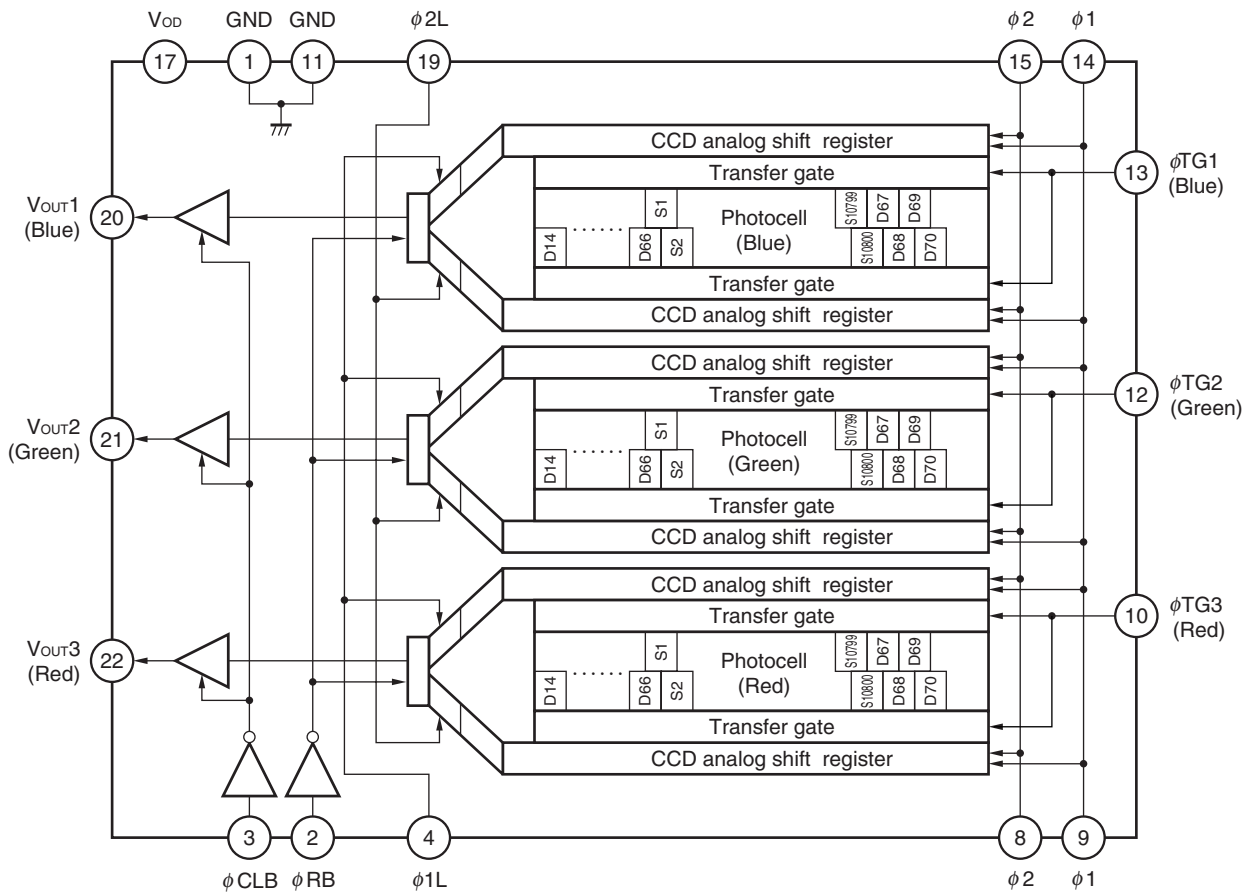 VOD GND GND ϕ2L ϕ2 ϕ1
17 1 11 19 15 14
CCD analog shift register
Transfer gate
13 ϕTG1
(Blue)
VOUT1
(Blue)
20
S1 S10799 D67 D69
Photocell
(Blue)
D14 ...... D66 S2 S10800 D68 D70
Transfer gate
CCD analog shift register
CCD analog shift register
Transfer gate
12 ϕTG2
(Green)
VOUT2
(Green)
21
S1 S10799 D67 D69
Photocell
(Green)
D14 ...... D66 S2 S10800 D68 D70
Transfer gate
CCD analog shift register
CCD analog shift register
Transfer gate
10 ϕTG3
(Red)
VOUT3
(Red)
22
S1 S10799 D67 D69
Photocell
(Red)
D14 ...... D66 S2 S10800 D68 D70
Transfer gate
CCD analog shift register
3 2 4 8 9
ϕCLB ϕRB ϕ1L ϕ2 ϕ1